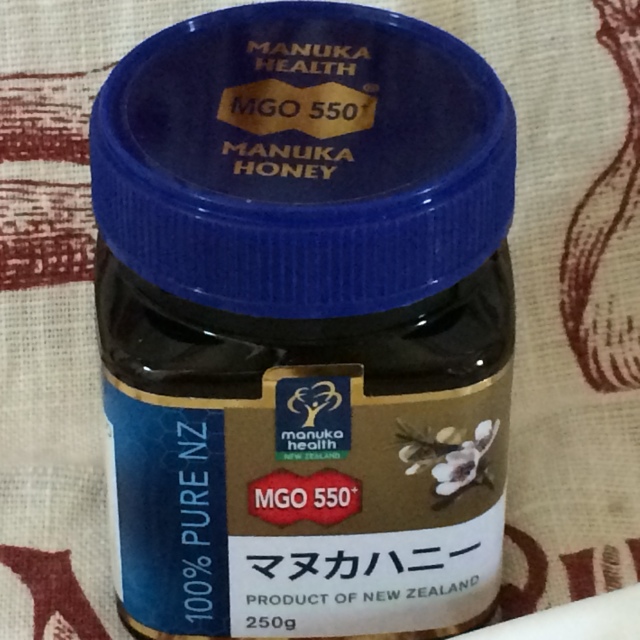 MANUKA
HEALTH
MGO 550+
MANUKA
HONEY
manuka
health
NEW ZEALAND
100% PURE NZ
MGO 550+
マヌカハニー
PRODUCT OF NEW ZEALAND
250g